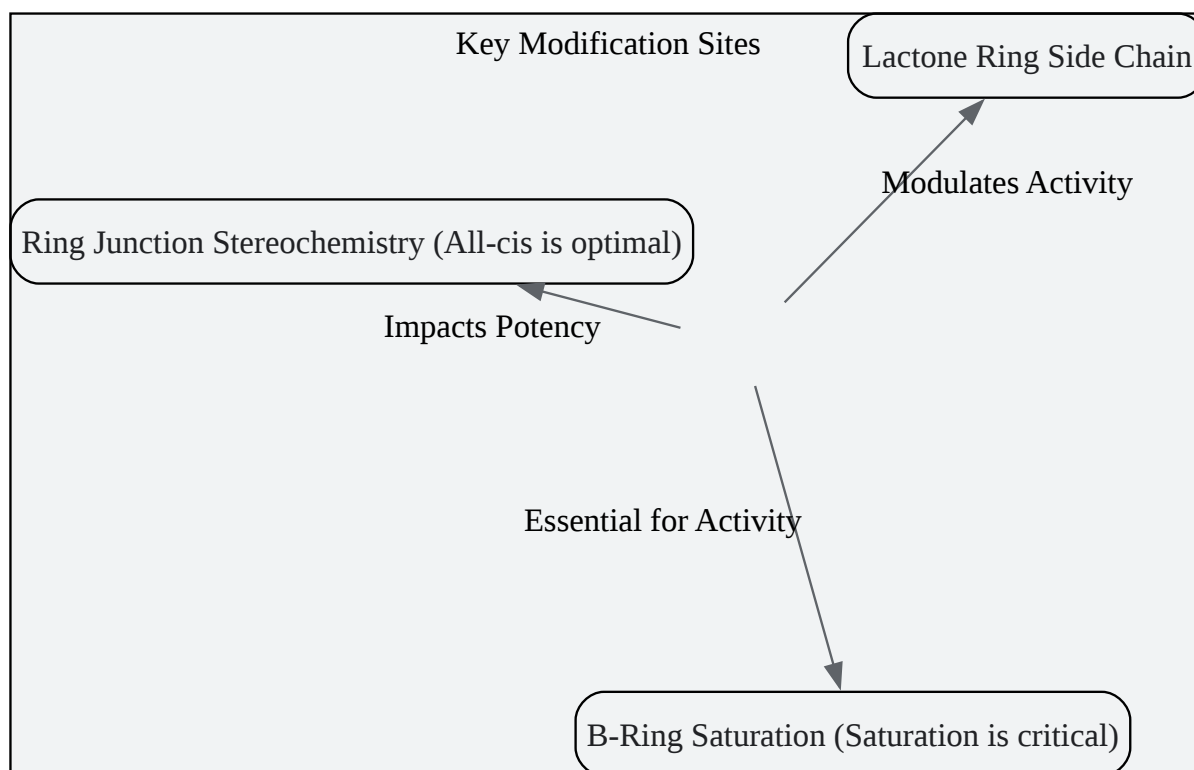 Key Modification Sites
Lactone Ring Side Chain
Modulates Activity
Ring Junction Stereochemistry (All-cis is optimal)
Impacts Potency
Essential for Activity
B-Ring Saturation (Saturation is critical)